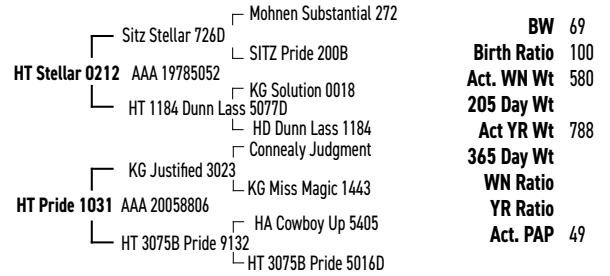 Mohnen Substantial 272
Sitz Stellar 726D
SITZ Pride 200B
HT Stellar 0212 AAA 19785052
KG Solution 0018
HT 1184 Dunn Lass 5077D
HD Dunn Lass 1184
Connealy Judgment
KG Justified 3023
KG Miss Magic 1443
HT Pride 1031 AAA 20058806
HA Cowboy Up 5405
HT 3075B Pride 9132
HT 3075B Pride 5016D
BW 69
Birth Ratio 100
Act. WN Wt 580
205 Day Wt
Act YR Wt 788
365 Day Wt
WN Ratio
YR Ratio
Act. PAP 49